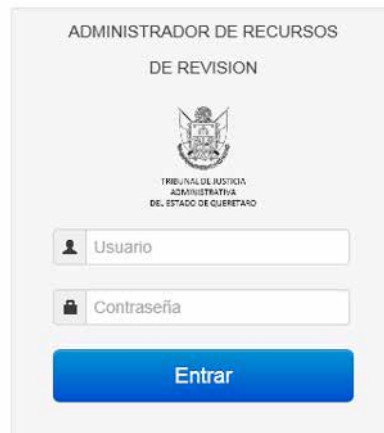 ADMINISTRADOR DE RECURSOS
DE REVISION
TRIBUNAL DE JUSTICIA
ADMINISTRATIVA
DEL ESTADO DE QUERETARO
Usuario
Contraseña
Entrar